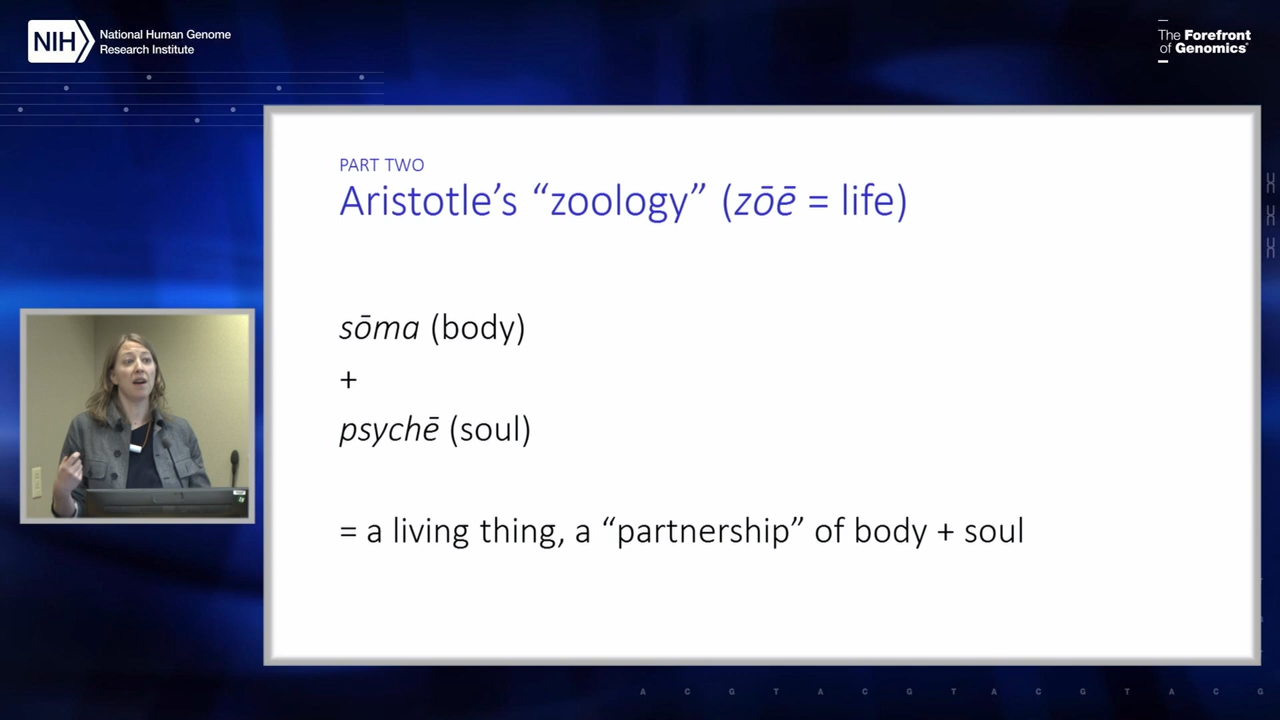 NIH
National Human Genome
Research Institute
The Forefront
of Genomics®
PART TWO
Aristotle’s “zoology” (zōē = life)
sōma (body)
+
psychē (soul)
= a living thing, a “partnership” of body + soul
A C G T A C G T A C G T A C G